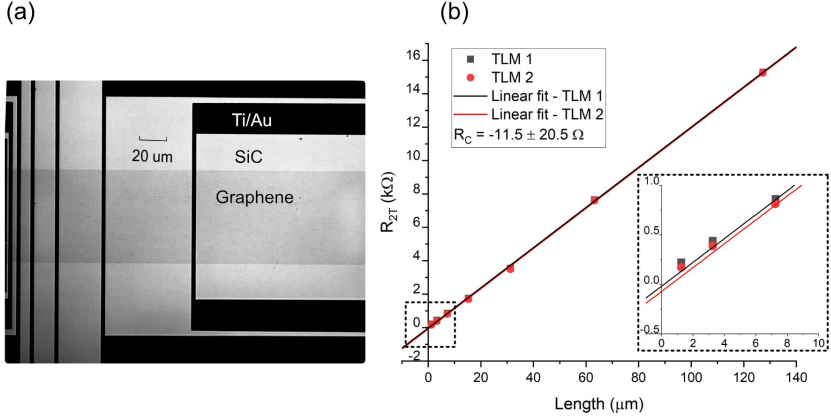 (a)
Ti/Au
20 um
SiC
Graphene
(b)
TLM 1
TLM 2
Linear fit - TLM 1
Linear fit - TLM 2
R_C = -11.5 ± 20.5 Ω
R_2T (kΩ)
16
14
12
10
8
6
4
2
0
-2
0
20
40
60
80
100
120
140
Length (μm)
1.0
0.5
0.0
-0.5
0
2
4
6
8
10